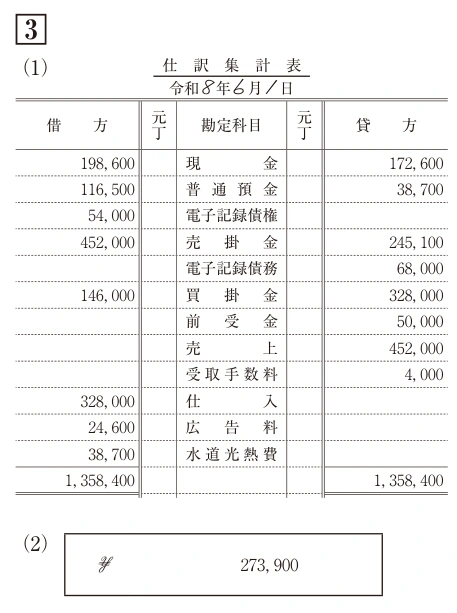 3
(1)
仕訳集計表
令和8年6月1日
借方 元丁 勘定科目 元丁 貸方
198,600 現金 172,600
116,500 普通預金 38,700
54,000 電子記録債権
452,000 売掛金 245,100
電子記録債務 68,000
146,000 買掛金 328,000
前受金 50,000
売上 452,000
受取手数料 4,000
328,000 仕入
24,600 広告料
38,700 水道光熱費
1,358,400 1,358,400
(2)
¥ 273,900